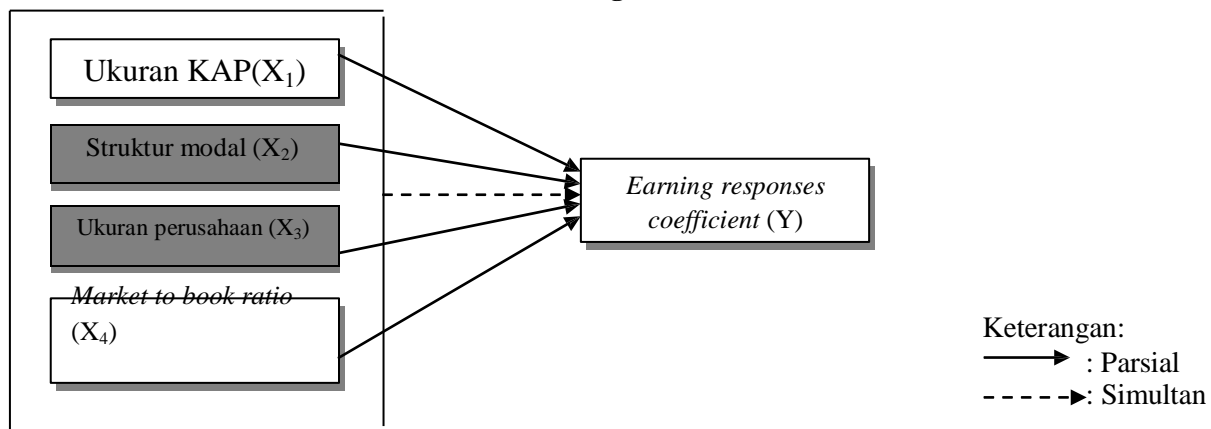 Ukuran KAP(X₁)
Struktur modal (X₂)
Ukuran perusahaan (X₃)
Market to book ratio
(X₄)
Earning responses
coefficient (Y)
Keterangan:
: Parsial
: Simultan